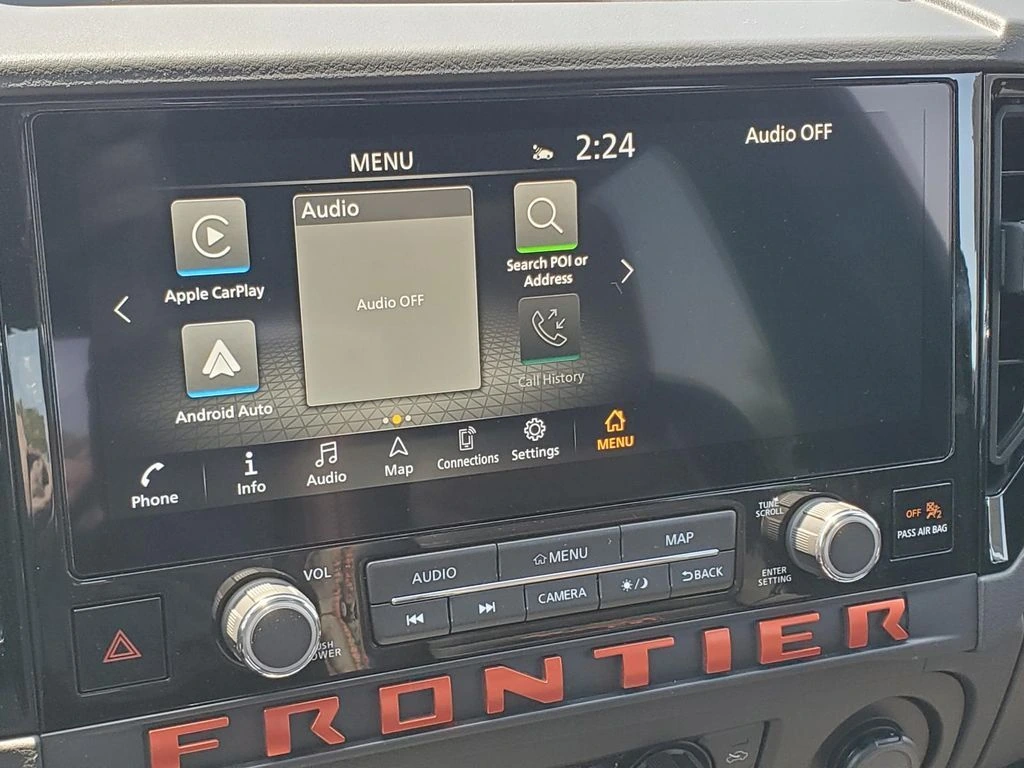 MENU
2:24
Audio OFF
Apple CarPlay
Audio
Audio OFF
Search POI or
Address
Android Auto
Call History
Phone
Info
Audio
Map
Connections
Settings
MENU
VOL
AUDIO
MENU
MAP
CAMERA
BACK
TUNE
SCROLL
ENTER
SETTING
OFF
2
PASS AIR BAG
FRONTIER